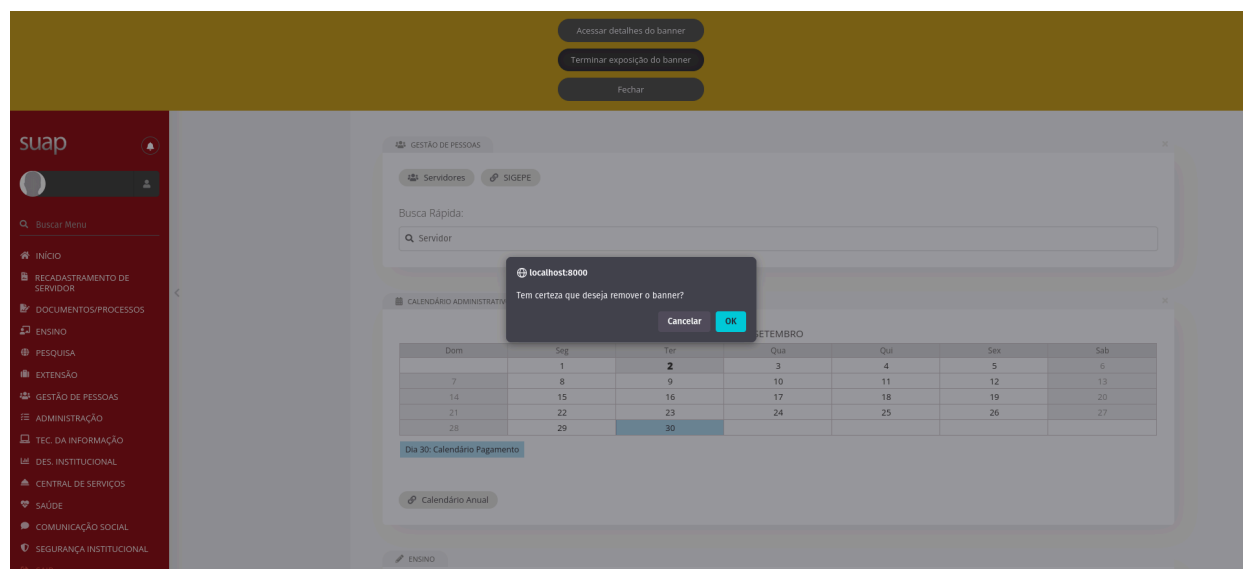 Acessar detalhes do banner
Terminar exposição do banner
Fechar
suap
Buscar Menu
INÍCIO
RECADASTRAMENTO DE
SERVIDOR
DOCUMENTOS/PROCESSOS
ENSINO
PESQUISA
EXTENSÃO
GESTÃO DE PESSOAS
ADMINISTRAÇÃO
TEC. DA INFORMAÇÃO
DES. INSTITUCIONAL
CENTRAL DE SERVIÇOS
SAÚDE
COMUNICAÇÃO SOCIAL
SEGURANÇA INSTITUCIONAL
GESTÃO DE PESSOAS
Servidores SIGEPE
Busca Rápida:
Servidor
localhost:8000
Tem certeza que deseja remover o banner?
Cancelar OK
CALENDÁRIO ADMINISTRATIV
SETEMBRO
Dom Seg Ter Qua Qui Sex Sab
1 2 3 4 5 6
7 8 9 10 11 12 13
14 15 16 17 18 19 20
21 22 23 24 25 26 27
28 29 30
Dia 30: Calendário Pagamento
Calendário Anual
ENSINO